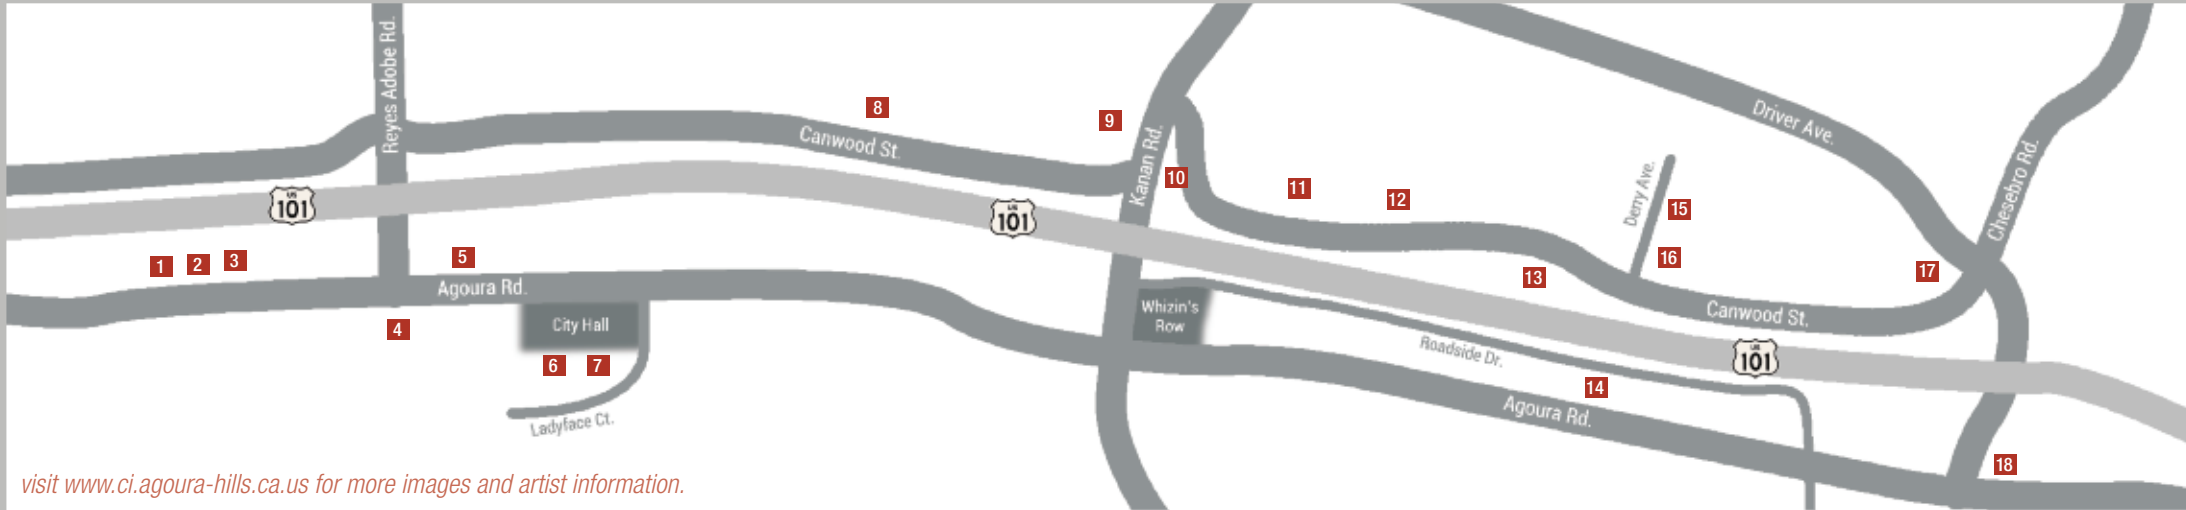 Reyes Adobe Rd.
8
Canwood St.
9
Kanan Rd.
10
11
12
Driver Ave.
Derry Ave.
15
16
Chesebro Rd.
17
US
101
US
101
1
2
3
5
Agoura Rd.
4
City Hall
6
7
Ladyface Ct.
Whizin's
Row
13
Canwood St.
Roadside Dr.
US
101
14
Agoura Rd.
18
visit www.ci.agoura-hills.ca.us for more images and artist information.